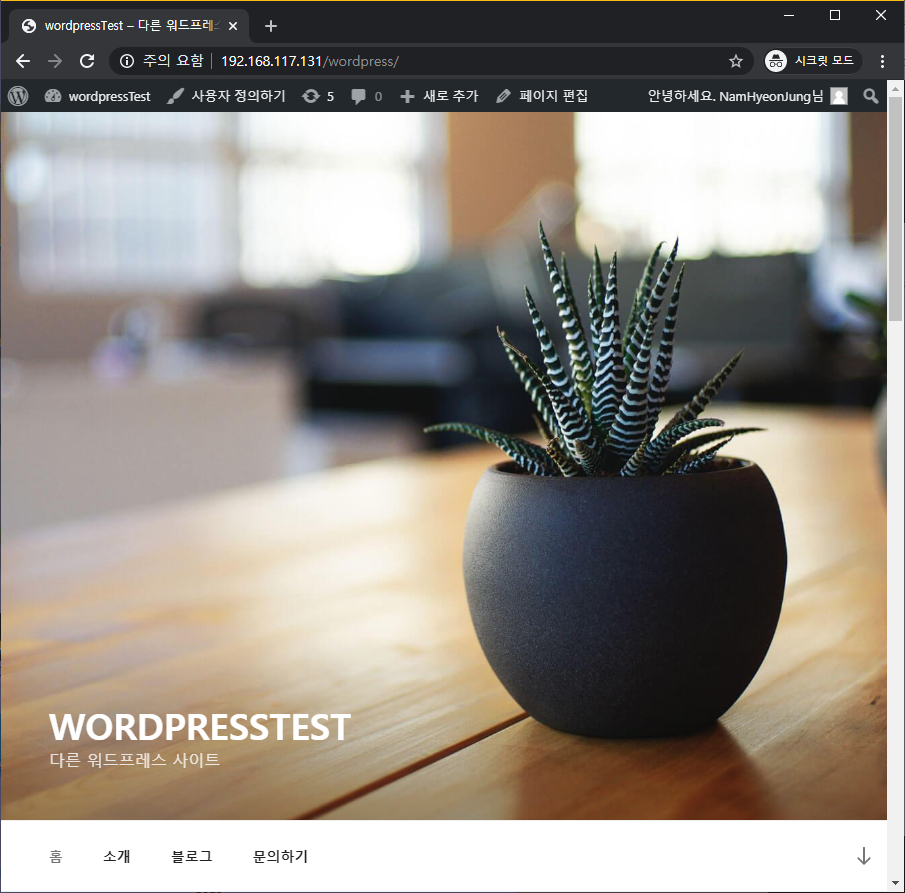 wordpressTest – 다른 워드프레스
주의 요함 192.168.117.131/wordpress/ 시크릿 모드
wordpressTest 사용자 정의하기 5 0 새로 추가 페이지 편집 안녕하세요. NamHyeonJung님
WORDPRESSTEST
다른 워드프레스 사이트
홈 소개 블로그 문의하기